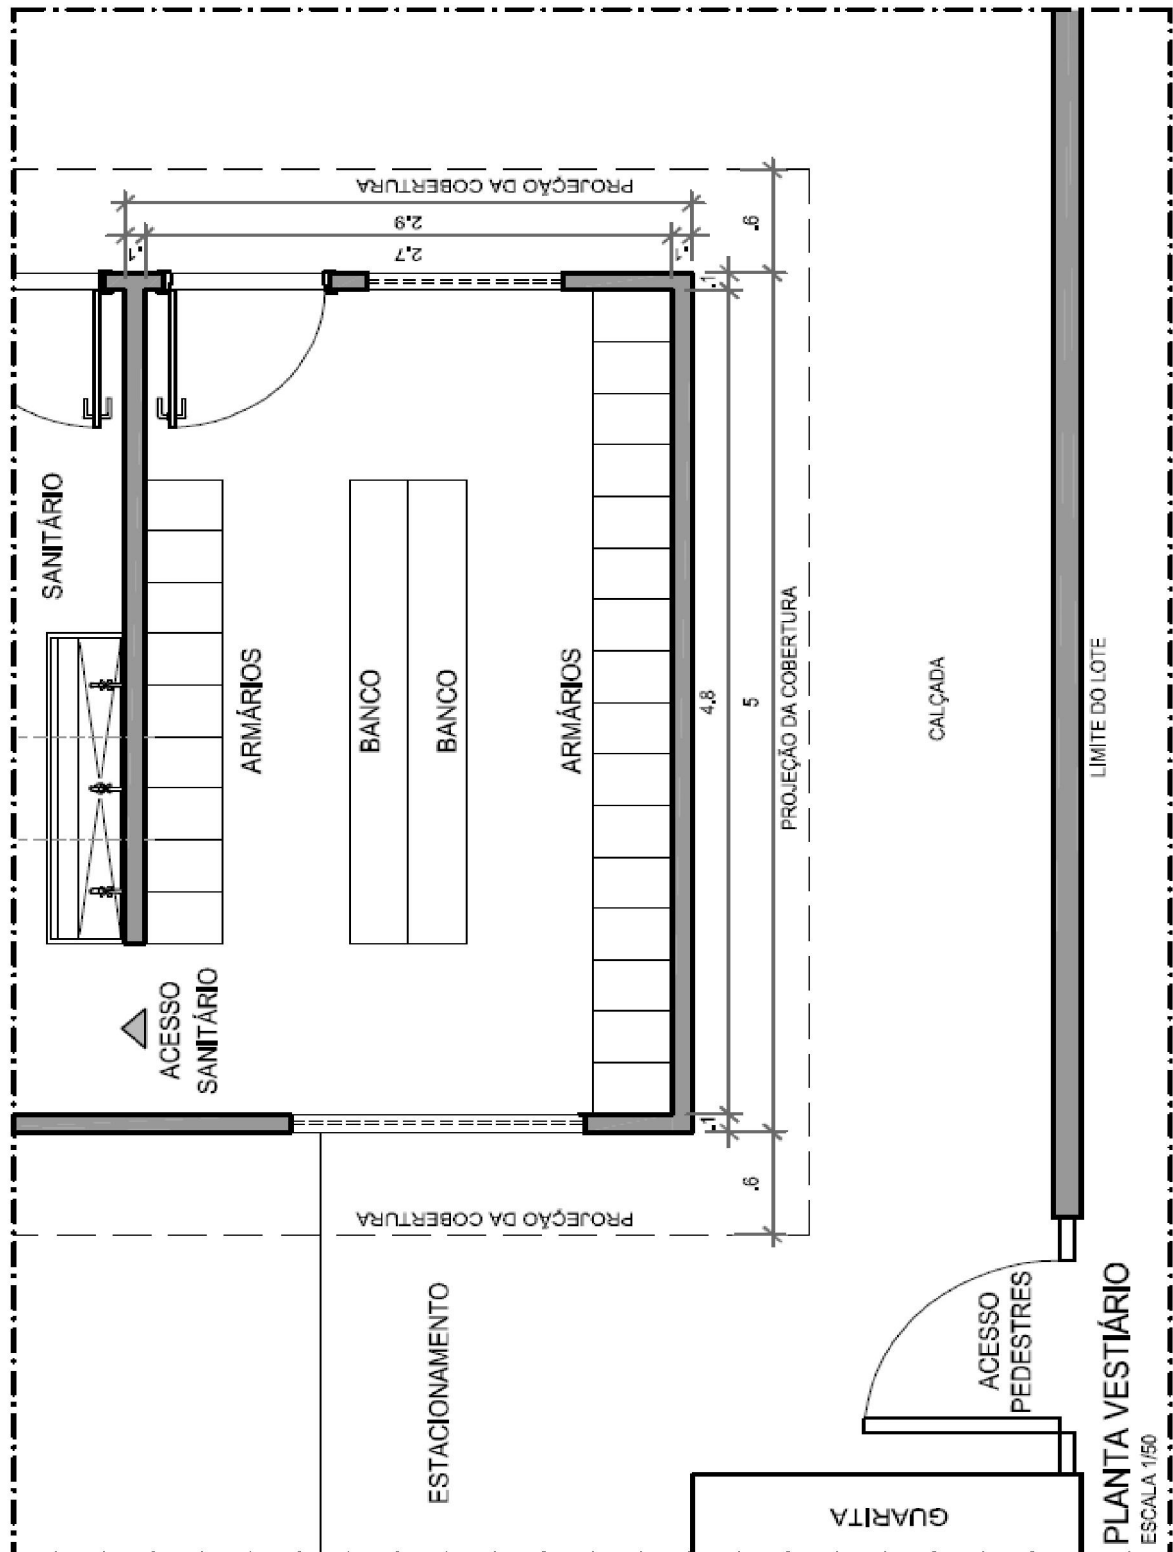 PROJEÇÃO DA COBERTURA
2.9
2.7
.1
.1
.6
.1
SANITÁRIO
ARMÁRIOS
BANCO
BANCO
ARMÁRIOS
4.8
5
PROJEÇÃO DA COBERTURA
CALÇADA
LIMITE DO LOTE
ACESSO
SANITÁRIO
.1
.6
PROJEÇÃO DA COBERTURA
ESTACIONAMENTO
ACESSO
PEDESTRES
GUARITA
PLANTA VESTIÁRIO
ESCALA 1/50